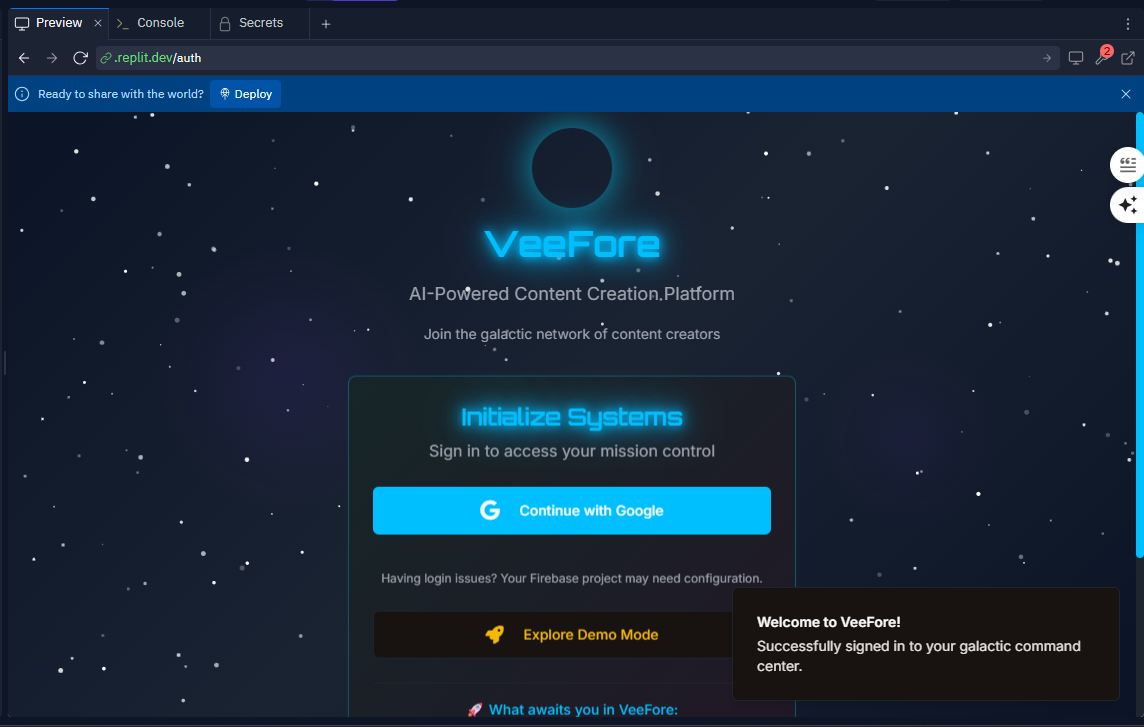 Preview
Console
Secrets
.replit.dev/auth
2
Ready to share with the world?
Deploy
VeeFore
AI-Powered Content Creation Platform
Join the galactic network of content creators
Initialize Systems
Sign in to access your mission control
G Continue with Google
Having login issues? Your Firebase project may need configuration.
Explore Demo Mode
Welcome to VeeFore!
Successfully signed in to your galactic command
center.
🚀 What awaits you in VeeFore: